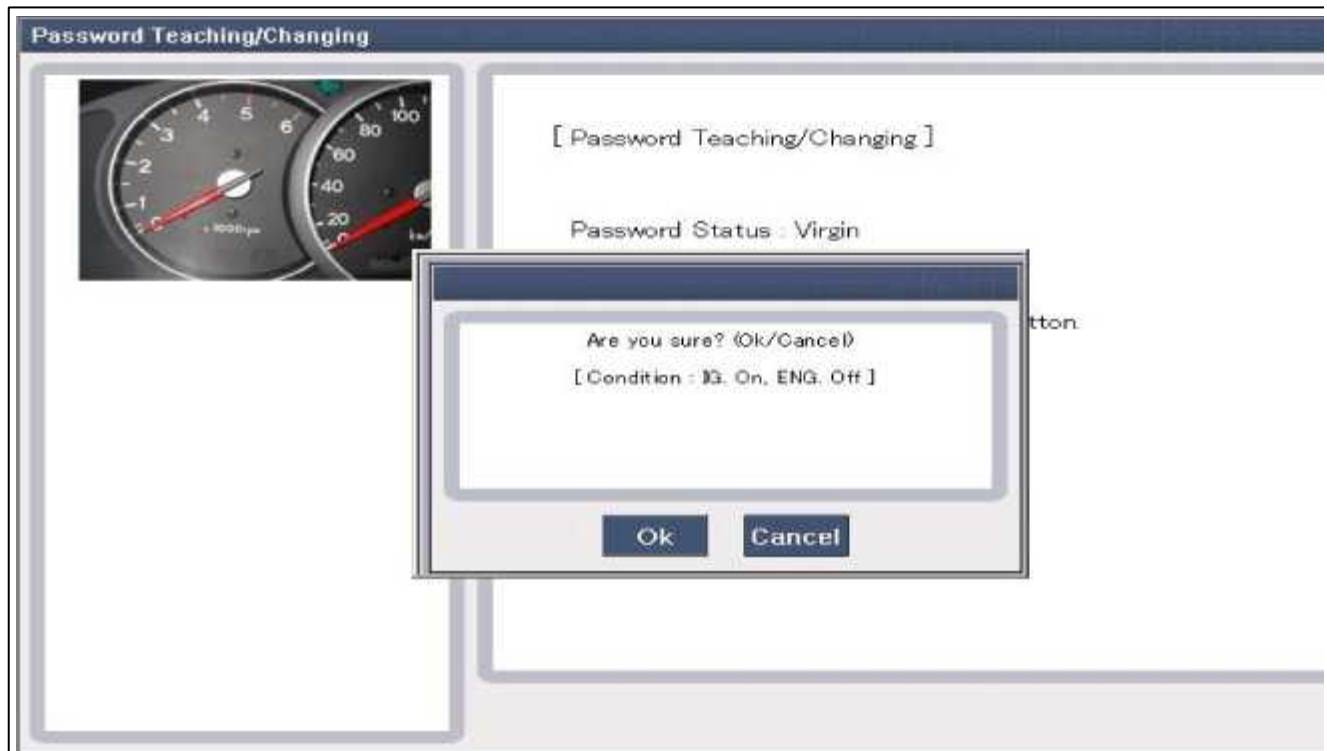 Password Teaching/Changing
[ Password Teaching/Changing ]
Password Status : Virgin
tton
Are you sure? (Ok/Cancel)
[ Condition : IG. On, ENG. Off ]
Ok
Cancel
1
2
3
4
5
6
x1000rpm
0
20
40
60
80
100